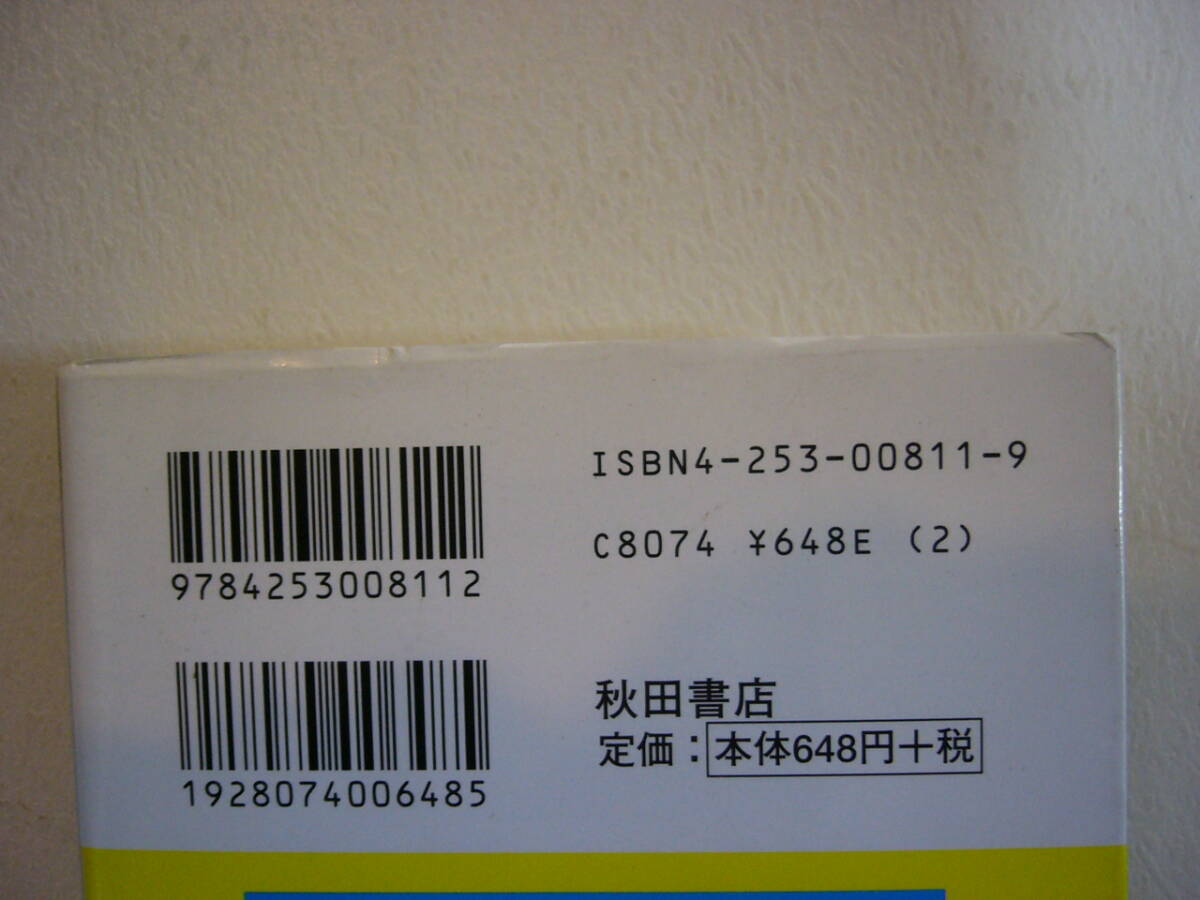 9784253008112
1928074006485
ISBN4-253-00811-9
C8074 ¥648E (2)
秋田書店
定価：本体648円+税